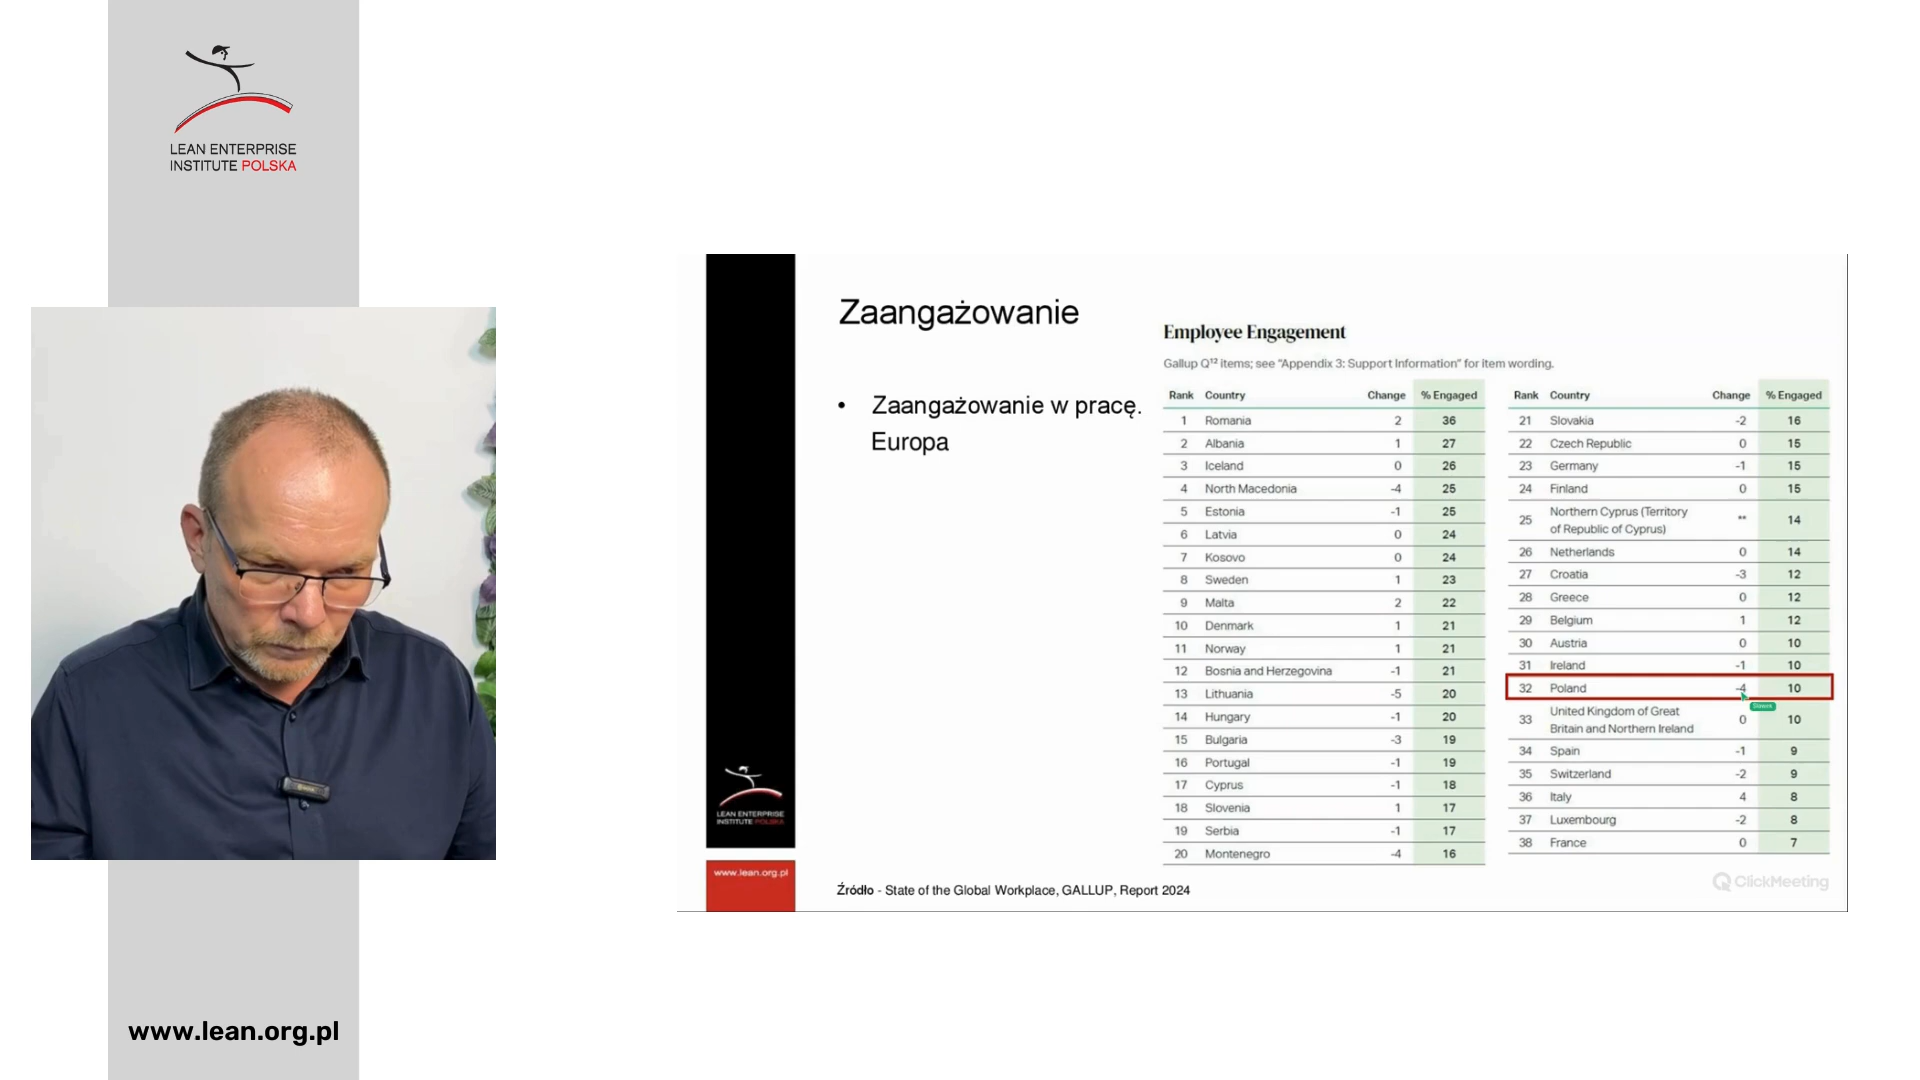 LEAN ENTERPRISE
INSTITUTE POLSKA
www.lean.org.pl
Zaangażowanie
• Zaangażowanie w pracę.
Europa
Employee Engagement
Gallup Q¹² items; see “Appendix 3: Support Information” for item wording.
Rank Country Change % Engaged
1 Romania 2 36
2 Albania 1 27
3 Iceland 0 26
4 North Macedonia -4 25
5 Estonia -1 25
6 Latvia 0 24
7 Kosovo 0 24
8 Sweden 1 23
9 Malta 2 22
10 Denmark 1 21
11 Norway 1 21
12 Bosnia and Herzegovina -1 21
13 Lithuania -5 20
14 Hungary -1 20
15 Bulgaria -3 19
16 Portugal -1 19
17 Cyprus -1 18
18 Slovenia 1 17
19 Serbia -1 17
20 Montenegro -4 16
Rank Country Change % Engaged
21 Slovakia -2 16
22 Czech Republic 0 15
23 Germany -1 15
24 Finland 0 15
25 Northern Cyprus (Territory
of Republic of Cyprus) ** 14
26 Netherlands 0 14
27 Croatia -3 12
28 Greece 0 12
29 Belgium 1 12
30 Austria 0 10
31 Ireland -1 10
32 Poland -4 10
33 United Kingdom of Great
Britain and Northern Ireland 0 10
34 Spain -1 9
35 Switzerland -2 9
36 Italy 4 8
37 Luxembourg -2 8
38 France 0 7
LEAN ENTERPRISE
INSTITUTE POLSKA
www.lean.org.pl
Źródło - State of the Global Workplace, GALLUP, Report 2024
ClickMeeting